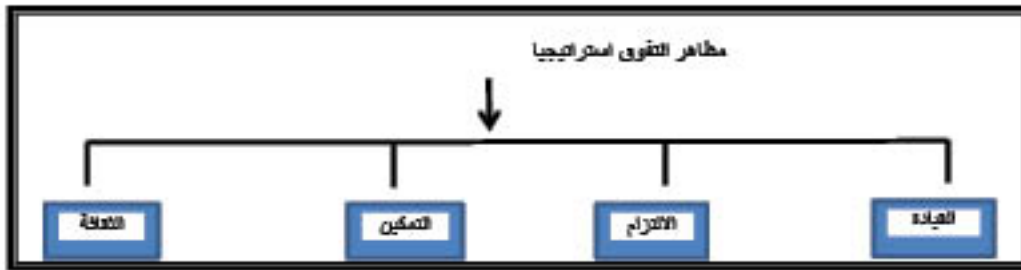 مظاهر التفوق استراتيجيا
القيادة
الالتزام
التمكين
الثقافة